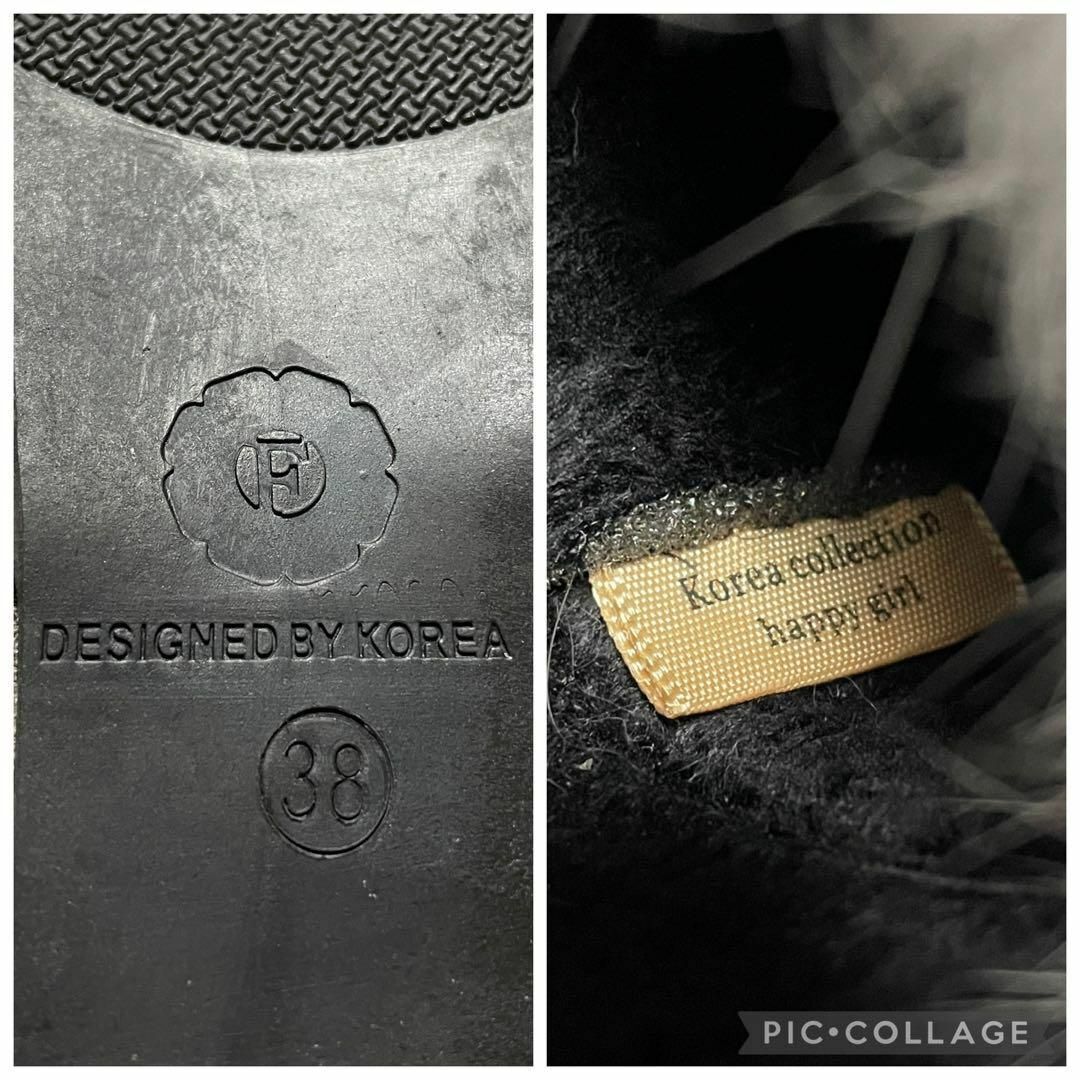 F
DESIGNED BY KOREA
38
Korea collection
happy girl
PIC•COLLAGE